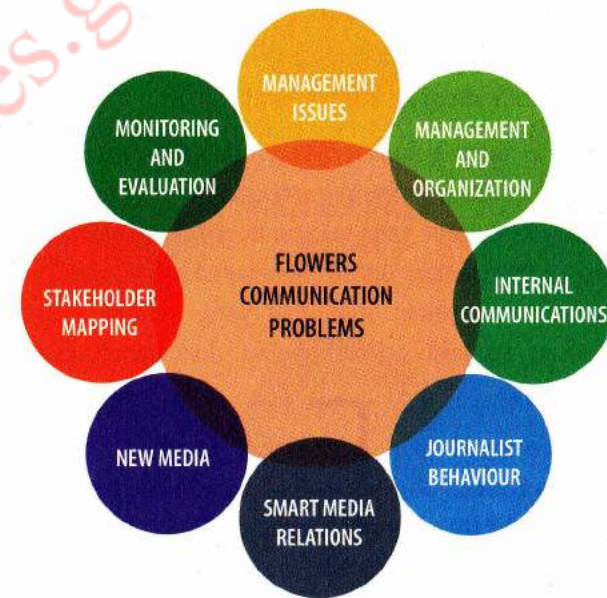 MANAGEMENT
ISSUES
MANAGEMENT
AND
ORGANIZATION
INTERNAL
COMMUNICATIONS
JOURNALIST
BEHAVIOUR
SMART MEDIA
RELATIONS
NEW MEDIA
STAKEHOLDER
MAPPING
MONITORING
AND
EVALUATION
FLOWERS
COMMUNICATION
PROBLEMS
es.g